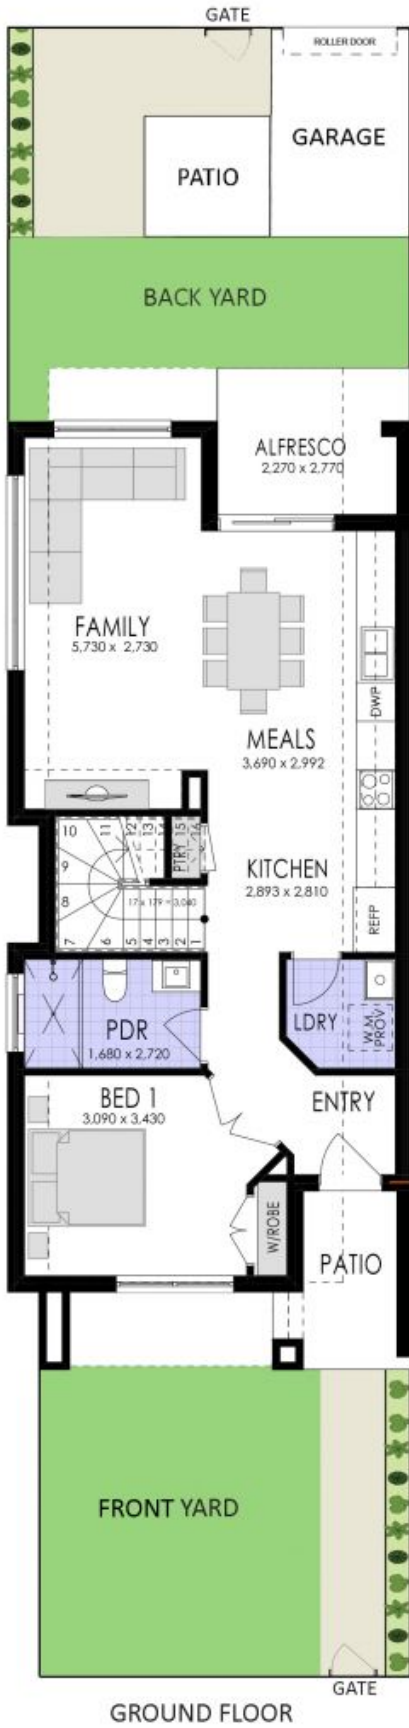 GATE
ROLLER DOOR
GARAGE
PATIO
BACK YARD
ALFRESCO
2,270 x 2,770
FAMILY
5,730 x 2,730
DWP
MEALS
3.690 x 2.992
10 11 12 13 14 15 16
PTRY
9
KITCHEN
2,893 x 2,810
8
17 x 179 = 3,040
REFP
7 6 5 4 3 2 1
PDR
1,680 x 2,720
LDRY
W.M.
PROV
BED 1
3,090 x 3,430
ENTRY
W/ROBE
PATIO
FRONT YARD
GATE
GROUND FLOOR